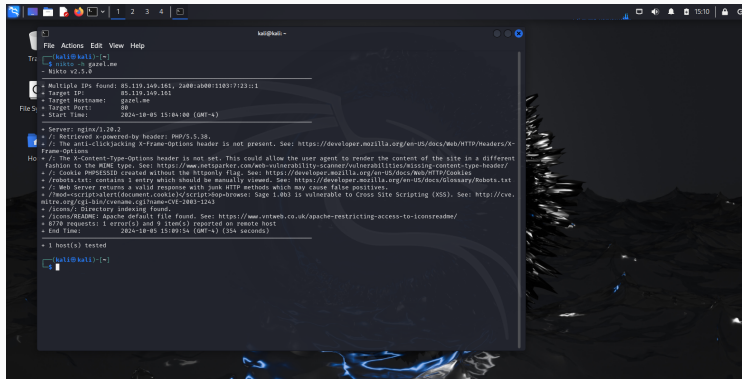 1 2 3 4
15:10
kali@kali: ~
File Actions Edit View Help
(kali㉿kali)-[~]
$ nikto -h gazel.me
- Nikto v2.5.0
+ Multiple IPs found: 85.119.149.161, 2a00:ab00:1103:7:23::1
+ Target IP: 85.119.149.161
+ Target Hostname: gazel.me
+ Target Port: 80
+ Start Time: 2024-10-05 15:04:00 (GMT-4)
+ Server: nginx/1.20.2
+ /: Retrieved x-powered-by header: PHP/5.5.38.
+ /: The anti-clickjacking X-Frame-Options header is not present. See: https://developer.mozilla.org/en-US/docs/Web/HTTP/Headers/X-
Frame-Options
+ /: The X-Content-Type-Options header is not set. This could allow the user agent to render the content of the site in a different
fashion to the MIME type. See: https://www.netsparker.com/web-vulnerability-scanner/vulnerabilities/missing-content-type-header/
+ /: Cookie PHPSESSID created without the httponly flag. See: https://developer.mozilla.org/en-US/docs/Web/HTTP/Cookies
+ /robots.txt: contains 1 entry which should be manually viewed. See: https://developer.mozilla.org/en-US/docs/Glossary/Robots.txt
+ /: Web Server returns a valid response with junk HTTP methods which may cause false positives.
+ /?mod=<script>alert(document.cookie)</script>&op=browse: Sage 1.0b3 is vulnerable to Cross Site Scripting (XSS). See: http://cve.
mitre.org/cgi-bin/cvename.cgi?name=CVE-2003-1243
+ /icons/: Directory indexing found.
+ /icons/README: Apache default file found. See: https://www.vntweb.co.uk/apache-restricting-access-to-iconsreadme/
+ 8770 requests: 1 error(s) and 9 item(s) reported on remote host
+ End Time: 2024-10-05 15:09:54 (GMT-4) (354 seconds)
+ 1 host(s) tested
(kali㉿kali)-[~]
$